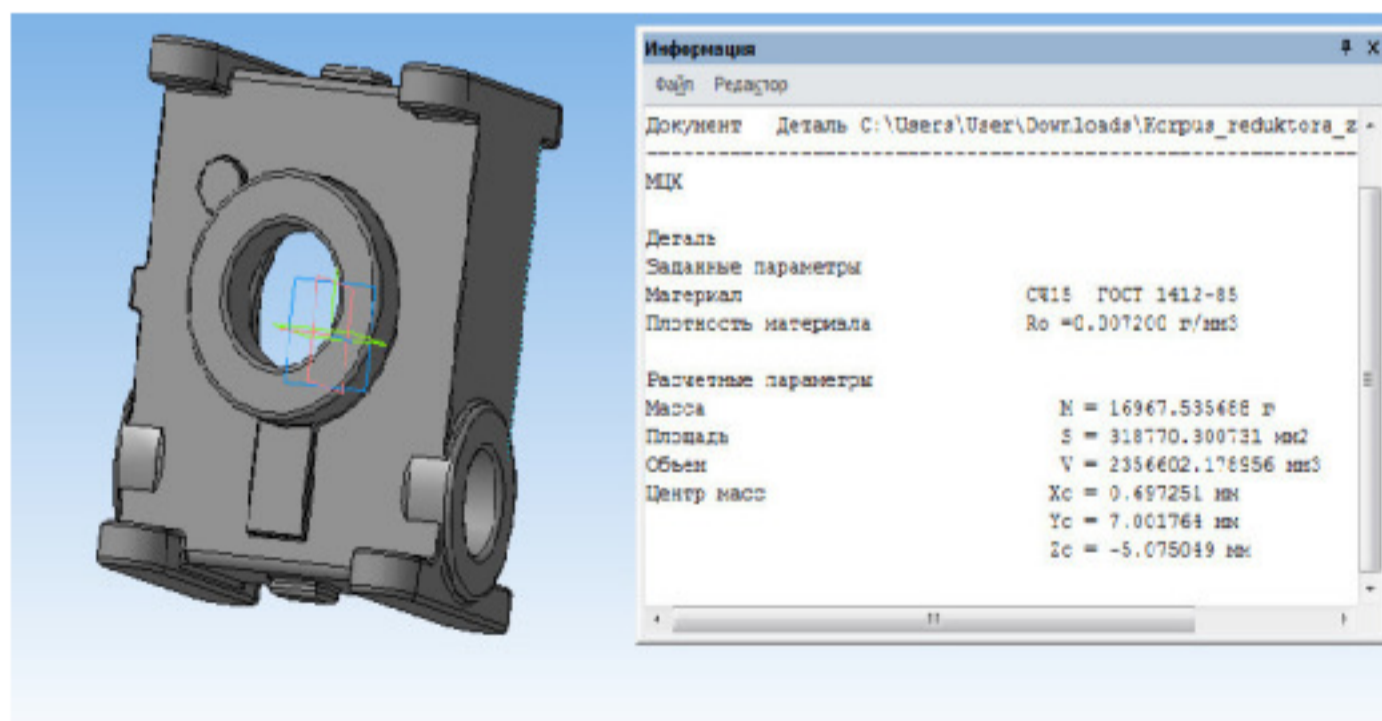 Информация
Файл Редактор
Документ Деталь C:\Users\User\Downloads\Korpus_reduktora_z
МЦХ
Деталь
Заданные параметры
Материал СЧ15 ГОСТ 1412-85
Плотность материала Ro =0.007200 г/мм3
Расчетные параметры
Масса M = 16967.535688 г
Площадь S = 318770.300731 мм2
Объем V = 2356602.178956 мм3
Центр масс Xc = 0.697251 мм
Yc = 7.001764 мм
Zc = -5.075049 мм